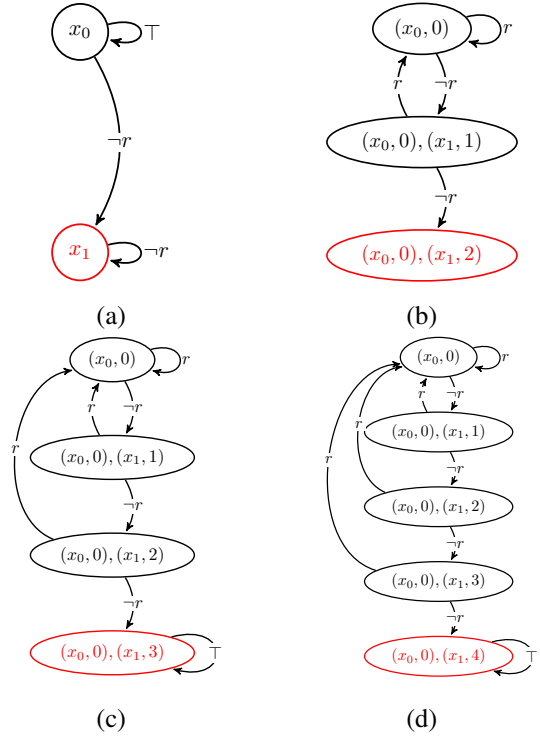 x₀
⊤
¬r
x₁
¬r
(a)
(x₀, 0)
r
r
¬r
(x₀, 0), (x₁, 1)
¬r
(x₀, 0), (x₁, 2)
(b)
(x₀, 0)
r
r
¬r
(x₀, 0), (x₁, 1)
r
¬r
(x₀, 0), (x₁, 2)
¬r
(x₀, 0), (x₁, 3)
⊤
(c)
(x₀, 0)
r
r
¬r
(x₀, 0), (x₁, 1)
r
r
¬r
(x₀, 0), (x₁, 2)
¬r
(x₀, 0), (x₁, 3)
¬r
(x₀, 0), (x₁, 4)
⊤
(d)